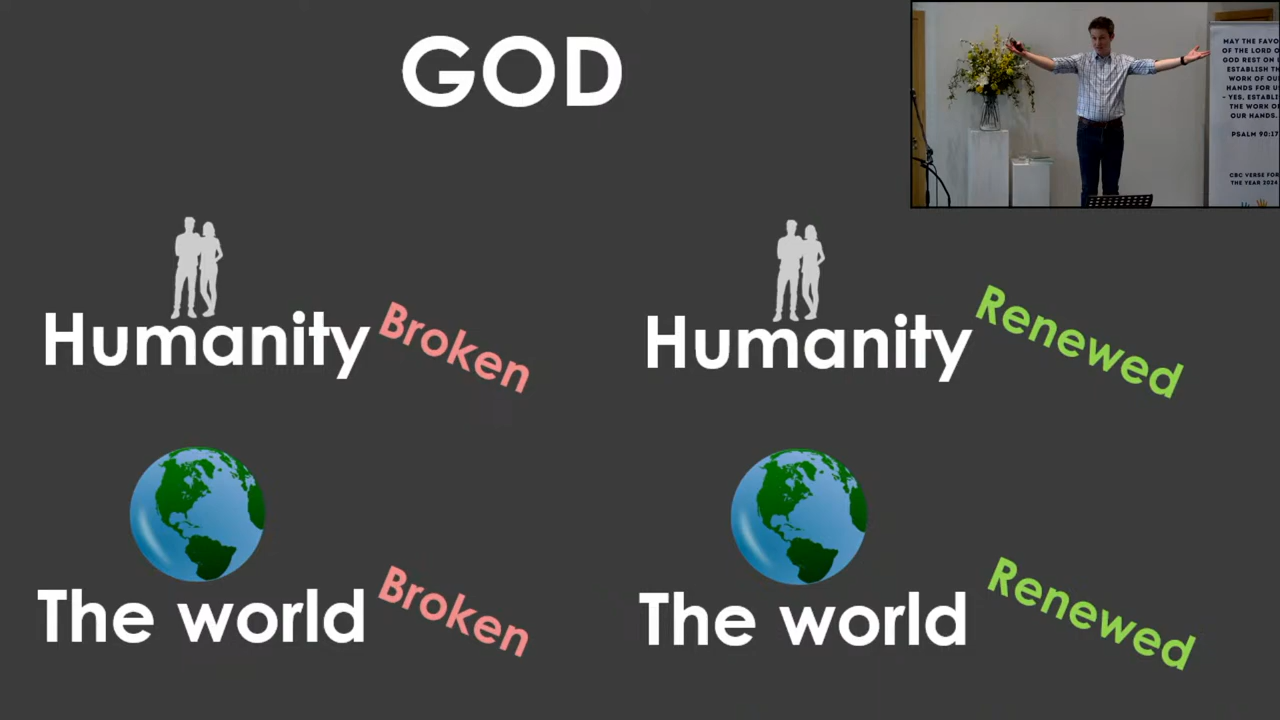 GOD
Humanity
Broken
Humanity
Renewed
The world
Broken
The world
Renewed
MAY THE FAVO
OF THE LORD O
GOD REST ON
ESTABLISH TH
WORK OF OU
HANDS FOR U
– YES, ESTABLI
THE WORK O
OUR HANDS.
PSALM 90:17
CBC VERSE FOR
THE YEAR 2024